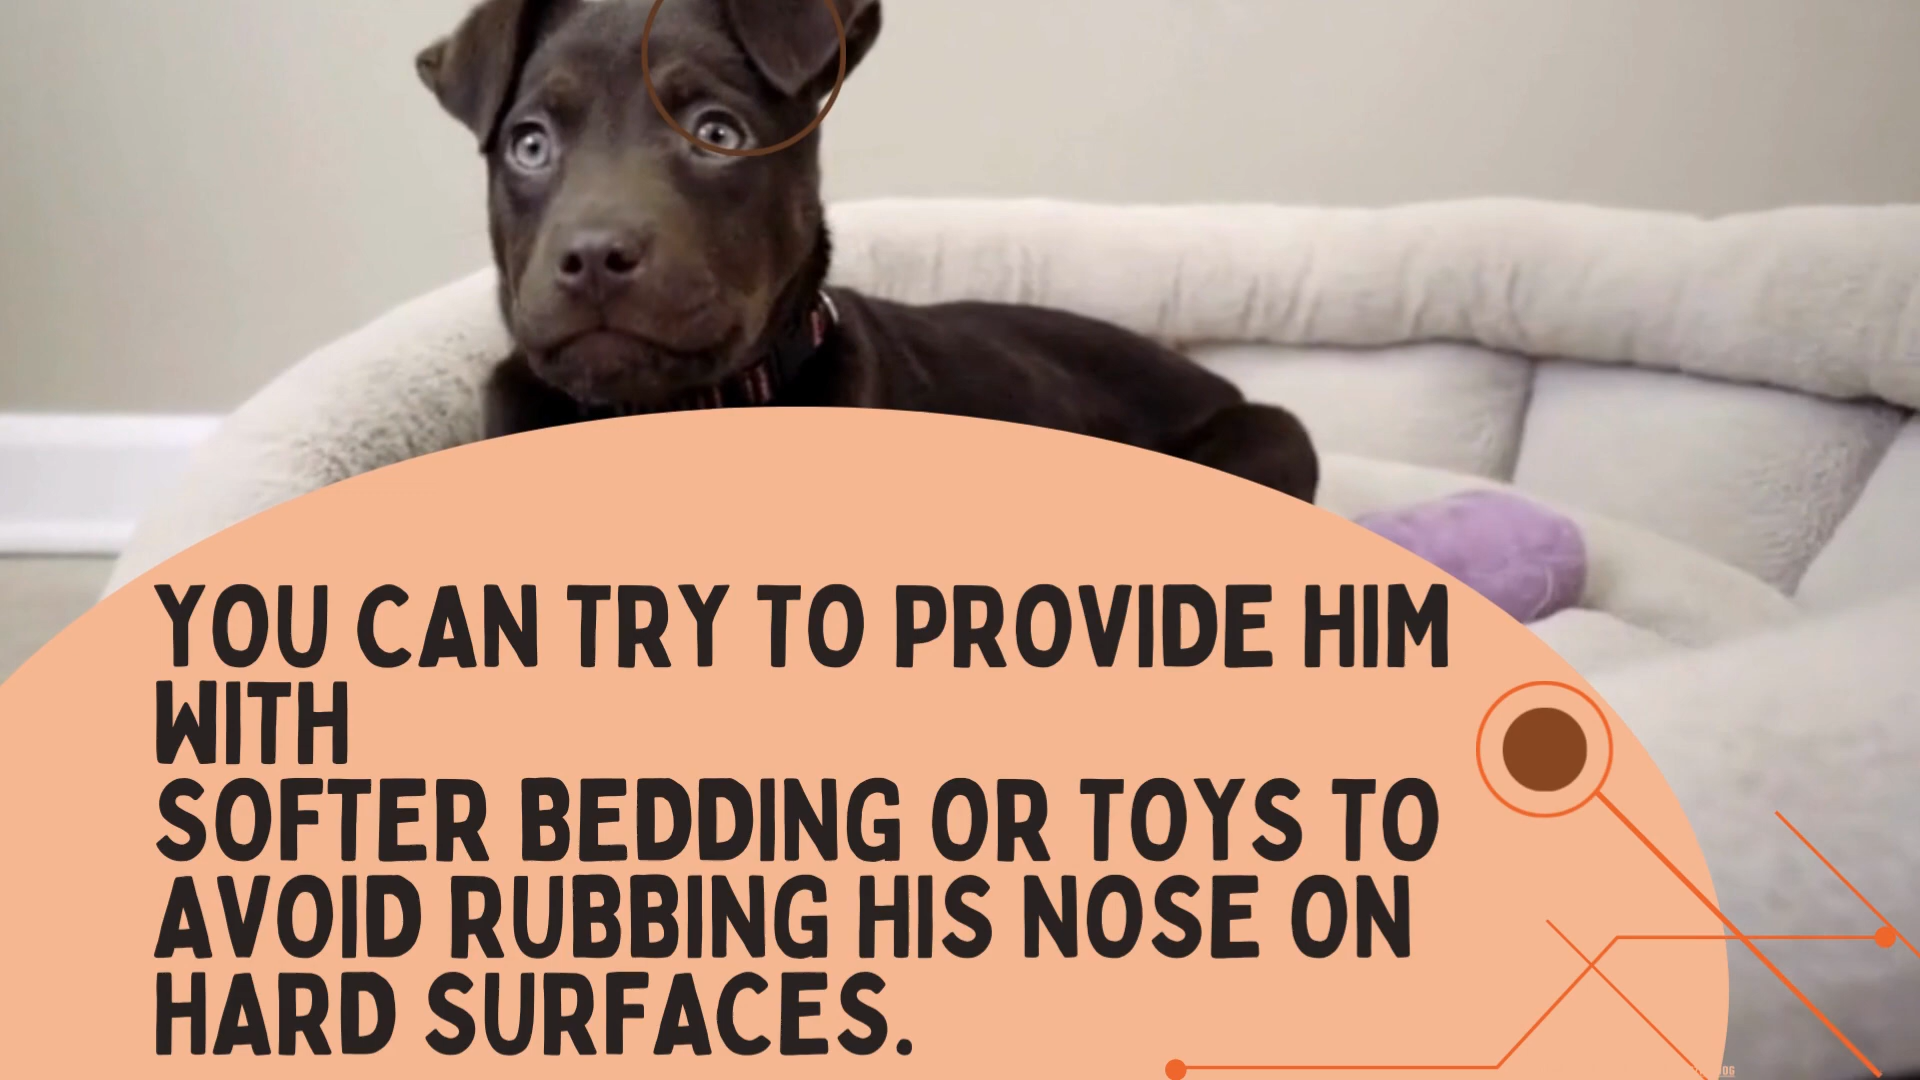 YOU CAN TRY TO PROVIDE HIM
WITH
SOFTER BEDDING OR TOYS TO
AVOID RUBBING HIS NOSE ON
HARD SURFACES.